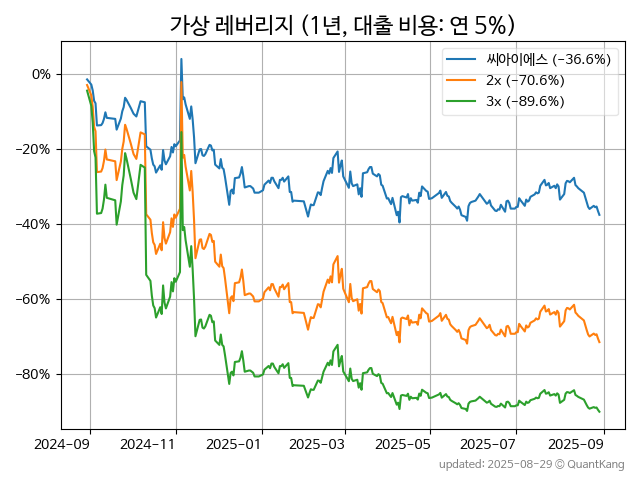 가상 레버리지 (1년, 대출 비용: 연 5%)
씨아이에스 (-36.6%)
2x (-70.6%)
3x (-89.6%)
0%
−20%
−40%
−60%
−80%
2024-09 2024-11 2025-01 2025-03 2025-05 2025-07 2025-09
updated: 2025-08-29 © QuantKang